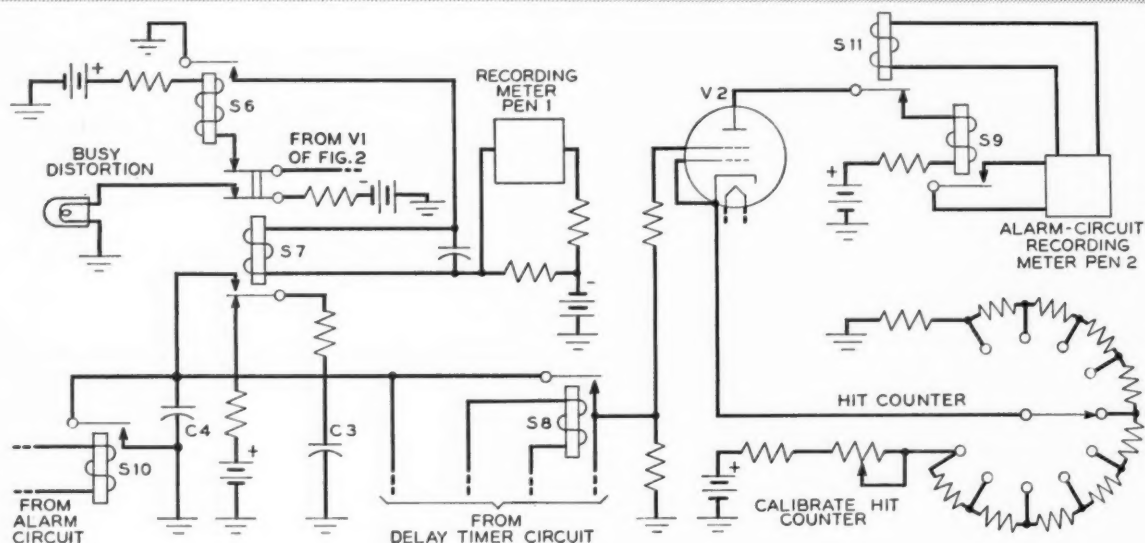 S6
BUSY
DISTORTION
FROM V1
OF FIG. 2
S7
RECORDING
METER
PEN 1
V2
S11
S9
ALARM-CIRCUIT
RECORDING
METER PEN 2
S10
FROM
ALARM
CIRCUIT
C4
C3
S8
FROM
DELAY TIMER CIRCUIT
HIT COUNTER
CALIBRATE HIT
COUNTER